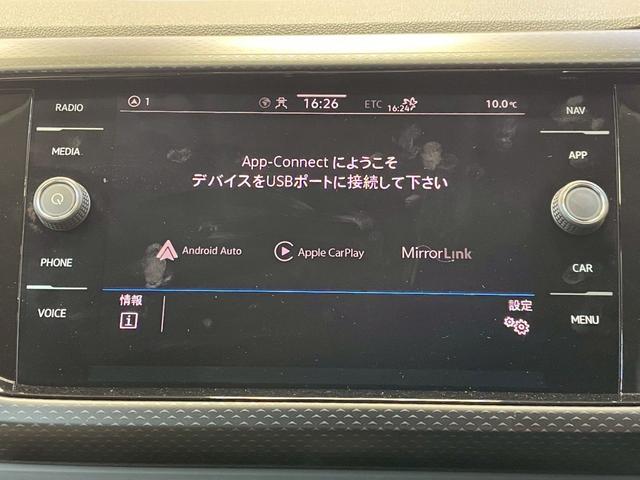 RADIO
MEDIA
PHONE
VOICE
1
16:26
ETC
16:24
10.0℃
App-Connect にようこそ
デバイスをUSBポートに接続して下さい
Android Auto
Apple CarPlay
MirrorLink
情報
設定
NAV
APP
CAR
MENU